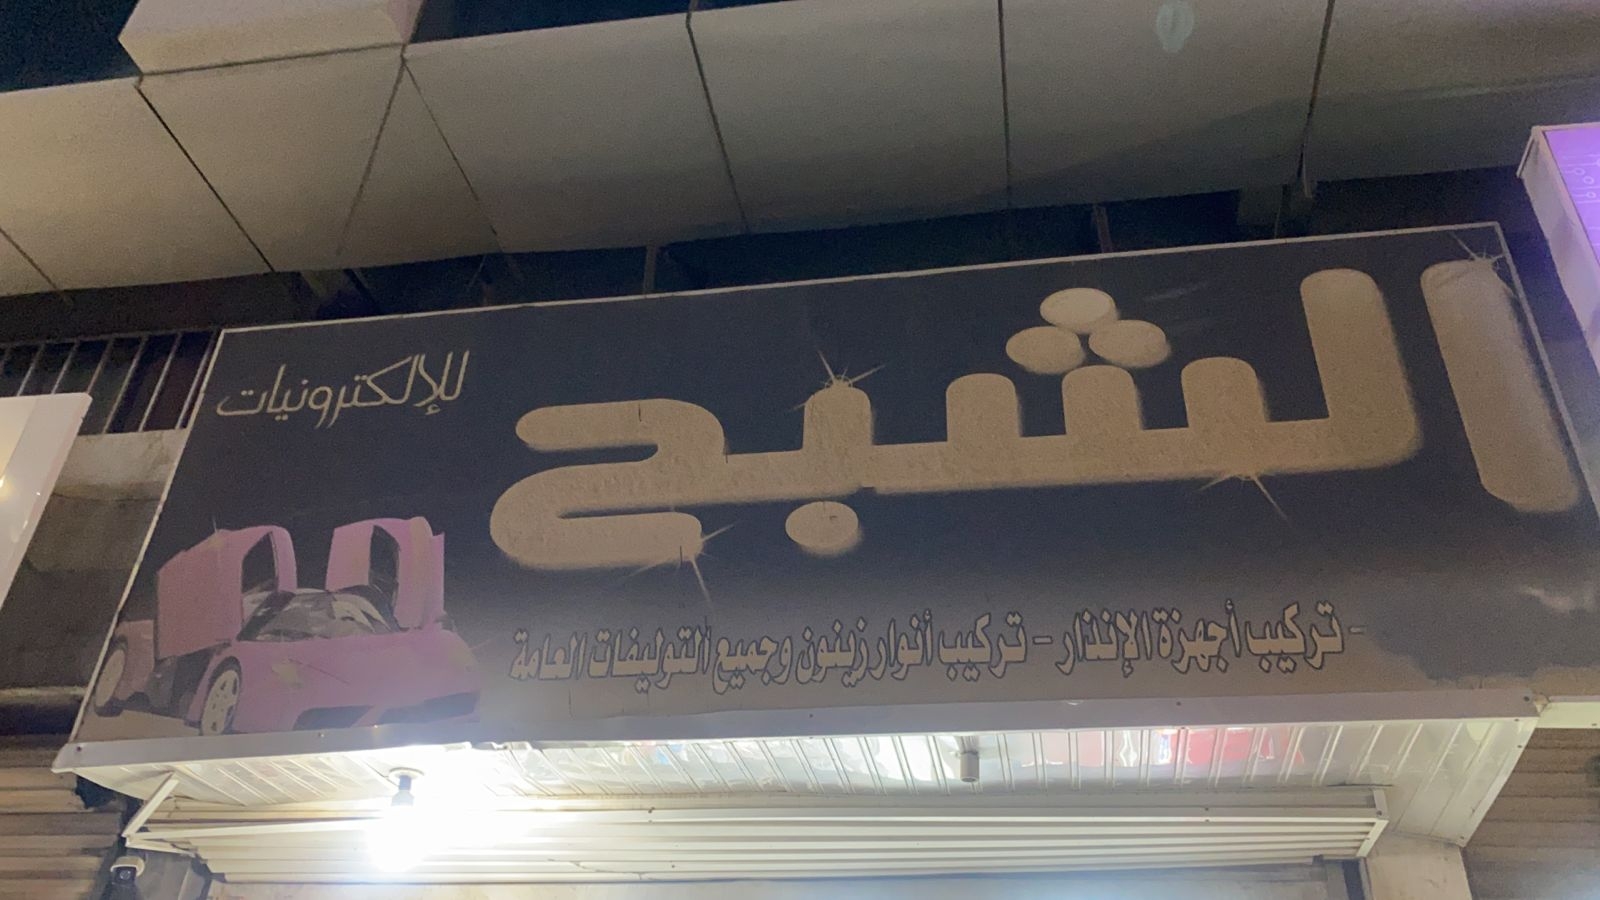 الشبح
للإلكترونيات
- تركيب أجهزة الإنذار - تركيب أنوار زينون وجميع التوليفات العامة